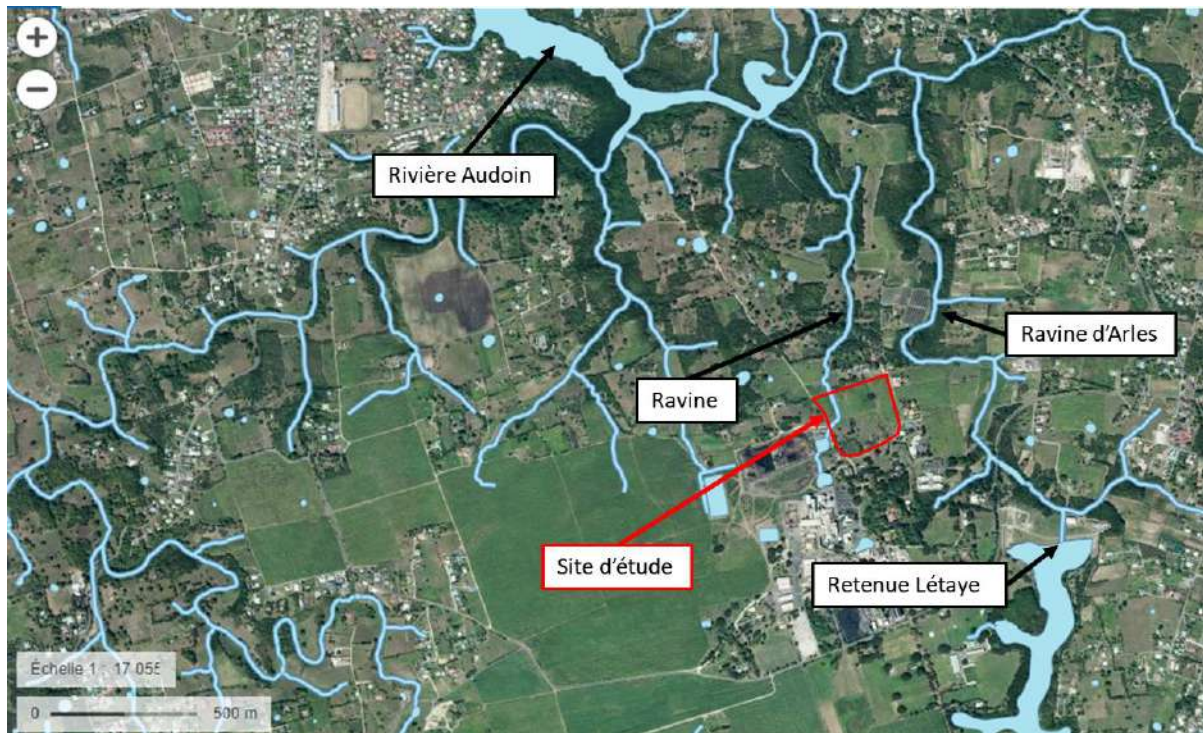 Rivière Audoin
Ravine d'Arles
Ravine
Site d'étude
Retenue Létaye
Échelle 1 : 17 055
0 500 m